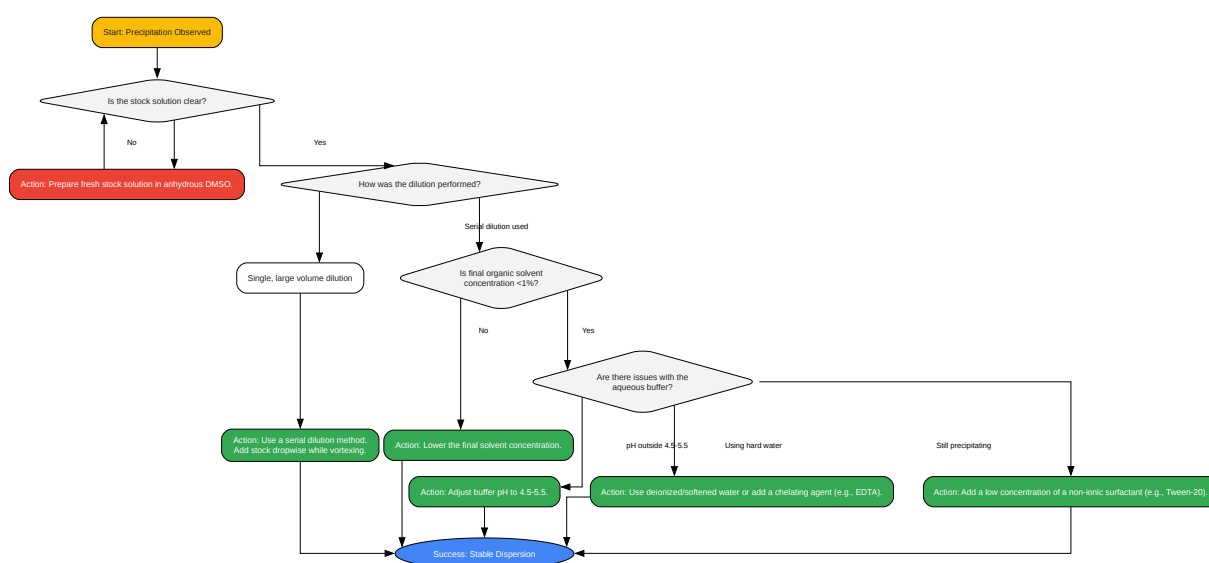 Start: Precipitation Observed
Is the stock solution clear?
No
Yes
Action: Prepare fresh stock solution in anhydrous DMSO.
How was the dilution performed?
Serial dilution used
Single, large volume dilution
Is final organic solvent
concentration <1%?
No
Yes
Are there issues with the
aqueous buffer?
Action: Use a serial dilution method.
Add stock dropwise while vortexing.
Action: Lower the final solvent concentration.
pH outside 4.5-5.5
Using hard water
Still precipitating
Action: Adjust buffer pH to 4.5-5.5.
Action: Use deionized/softened water or add a chelating agent (e.g., EDTA).
Action: Add a low concentration of a non-ionic surfactant (e.g., Tween-20).
Success: Stable Dispersion